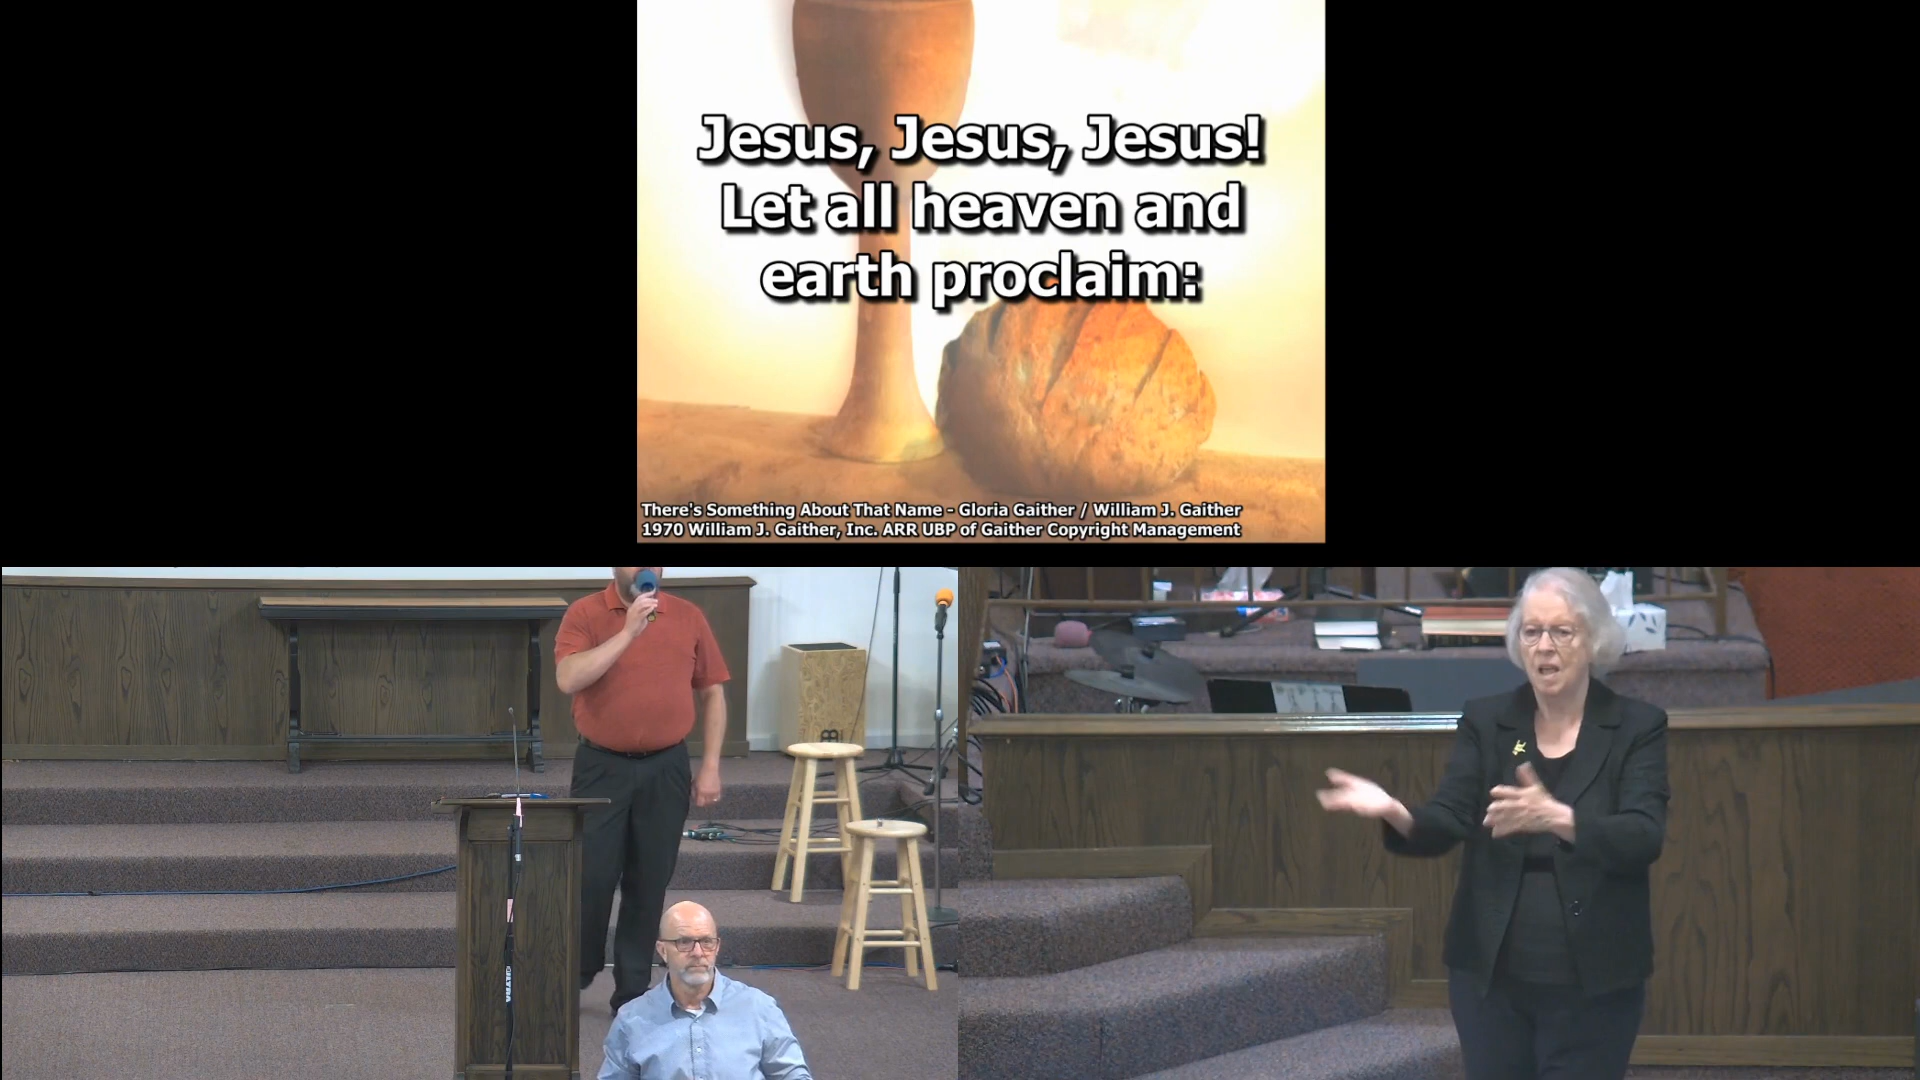 Jesus, Jesus, Jesus!
Let all heaven and
earth proclaim:
There's Something About That Name - Gloria Gaither / William J. Gaither
1970 William J. Gaither, Inc. ARR UBP of Gaither Copyright Management
ULTRA